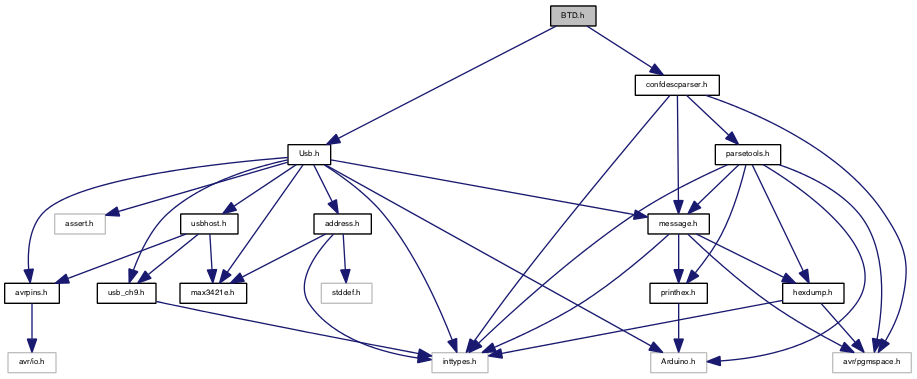 BTD.h
confdescparser.h
Usb.h
parsetools.h
assert.h
usbhost.h
address.h
message.h
avrpins.h
usb_ch9.h
max3421e.h
stddef.h
printhex.h
hexdump.h
avr/io.h
inttypes.h
Arduino.h
avr/pgmspace.h